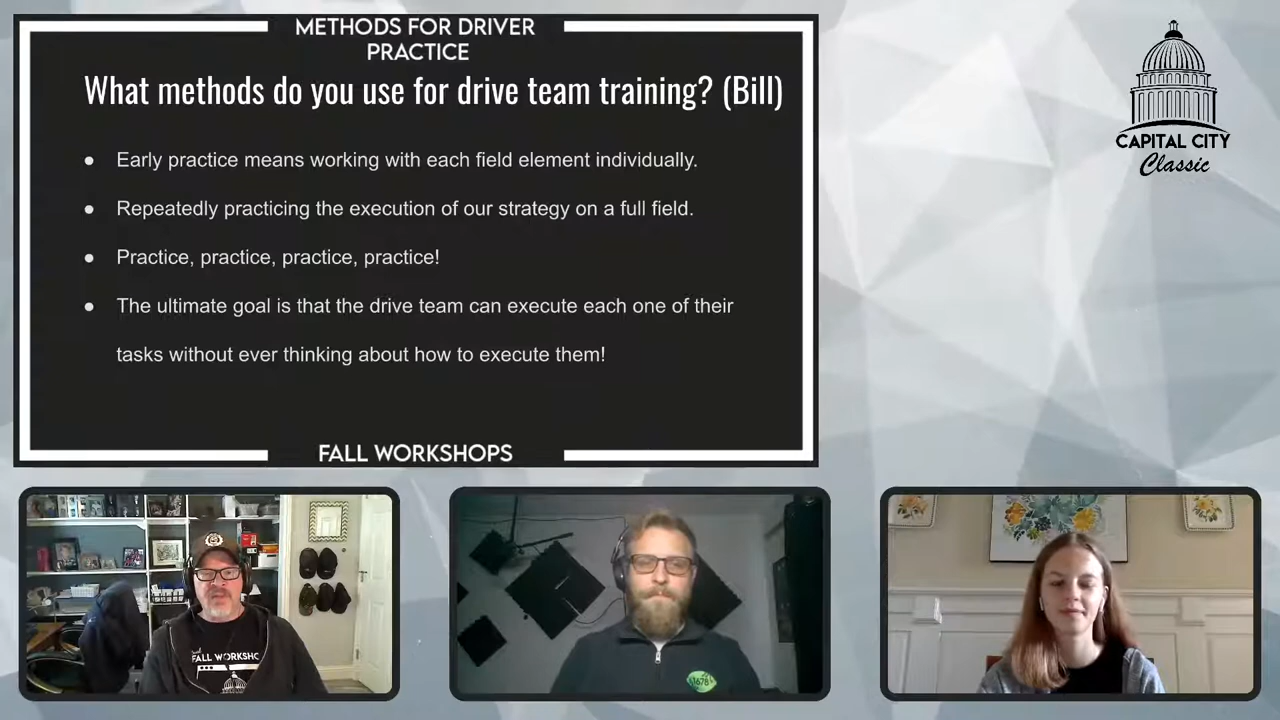 METHODS FOR DRIVER
PRACTICE
What methods do you use for drive team training? (Bill)
● Early practice means working with each field element individually.
● Repeatedly practicing the execution of our strategy on a full field.
● Practice, practice, practice, practice!
● The ultimate goal is that the drive team can execute each one of their
tasks without ever thinking about how to execute them!
FALL WORKSHOPS
CAPITAL CITY
Classic
FALL WORKSHO
1678